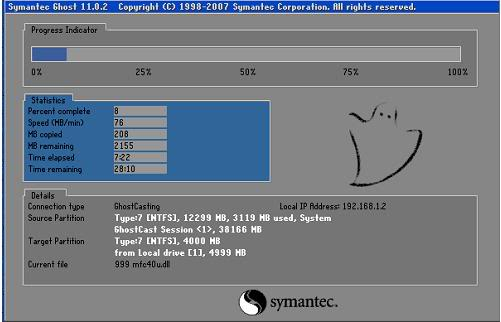 Symantec Ghost 11.0.2 Copyright (C) 1998-2007 Symantec Corporation. All rights reserved.
Progress Indicator
0% 25% 50% 75% 100%
Statistics
Percent complete 8
Speed (MB/min) 76
MB copied 208
MB remaining 2155
Time elapsed 7:22
Time remaining 28:10
Details
Connection type GhostCasting Local IP Address: 192.168.1.2
Source Partition Type:7 [NTFS], 12299 MB, 3119 MB used, System
GhostCast Session <1>, 38166 MB
Target Partition Type:7 [NTFS], 4000 MB
from Local drive [1], 4999 MB
Current file 999 mfc40u.dll
symantec.